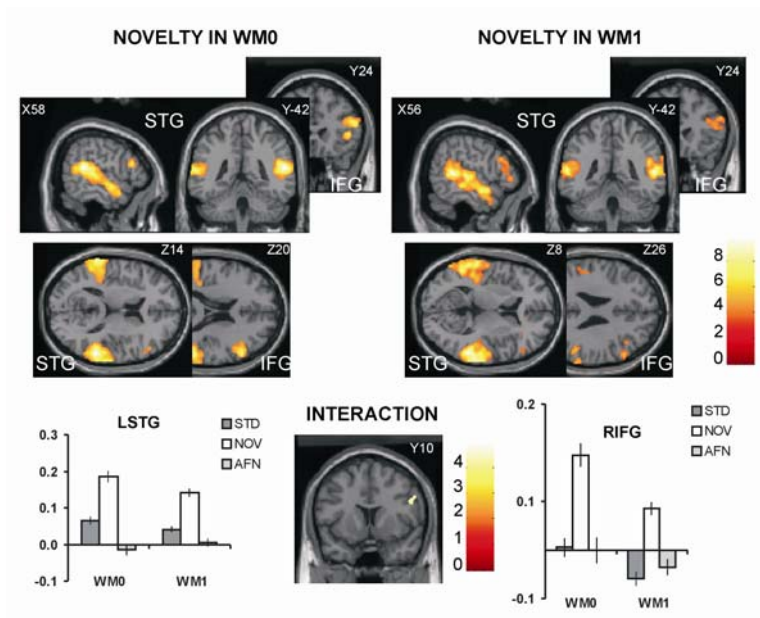 NOVELTY IN WM0
NOVELTY IN WM1
Y24
Y24
X58
STG
Y-42
X56
STG
Y-42
IFG
IFG
Z14
Z20
Z8
Z26
STG
IFG
STG
IFG
8
6
4
2
0
LSTG
STD
NOV
AFN
0.3
0.2
0.1
0.0
-0.1
WM0
WM1
INTERACTION
Y10
4
3
2
1
0
RIFG
STD
NOV
AFN
0.2
0.1
-0.1
WM0
WM1